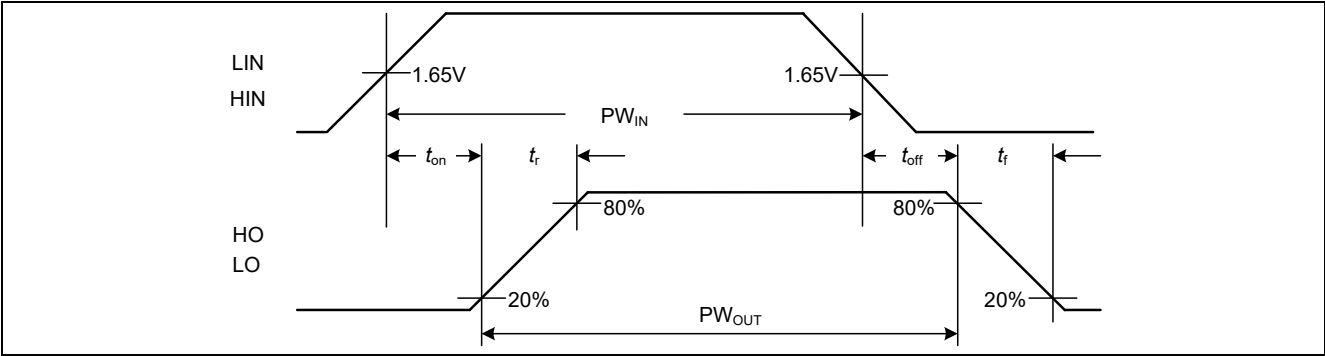 LIN
HIN
1.65V
1.65V
PWIN
ton
tr
toff
tf
HO
LO
80%
80%
20%
20%
PWOUT